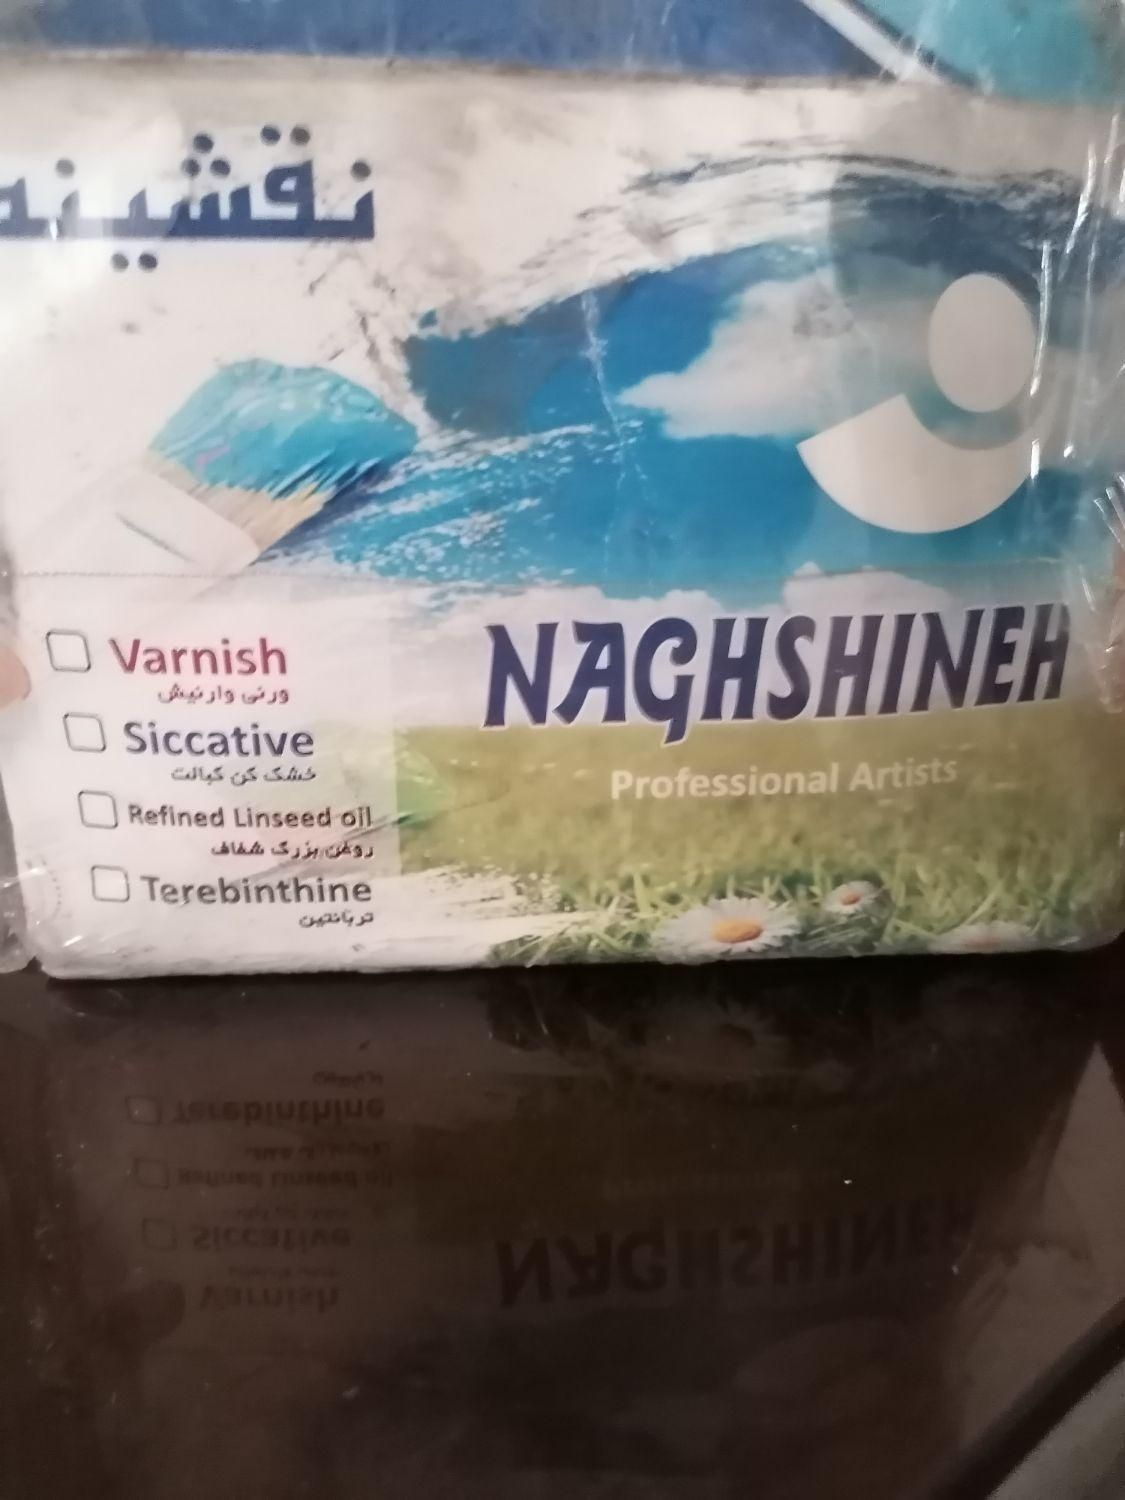 نقشینه
NAGHSHINEH
Professional Artists
Varnish
ورنی وارنیش
Siccative
خشک کن کبالت
Refined Linseed oil
روغن بزرک شفاف
Terebinthine
تربانتین